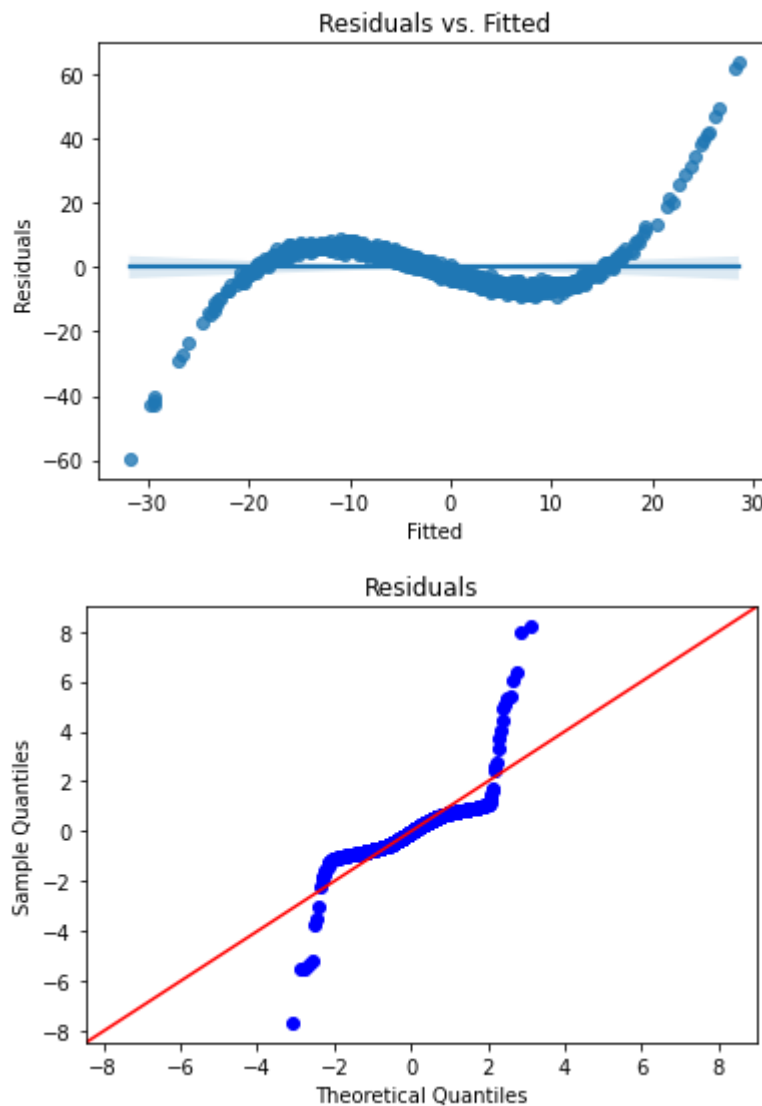 Residuals vs. Fitted
60
40
20
0
−20
−40
−60
Residuals
−30 −20 −10 0 10 20 30
Fitted
Residuals
8
6
4
2
0
−2
−4
−6
−8
Sample Quantiles
−8 −6 −4 −2 0 2 4 6 8
Theoretical Quantiles